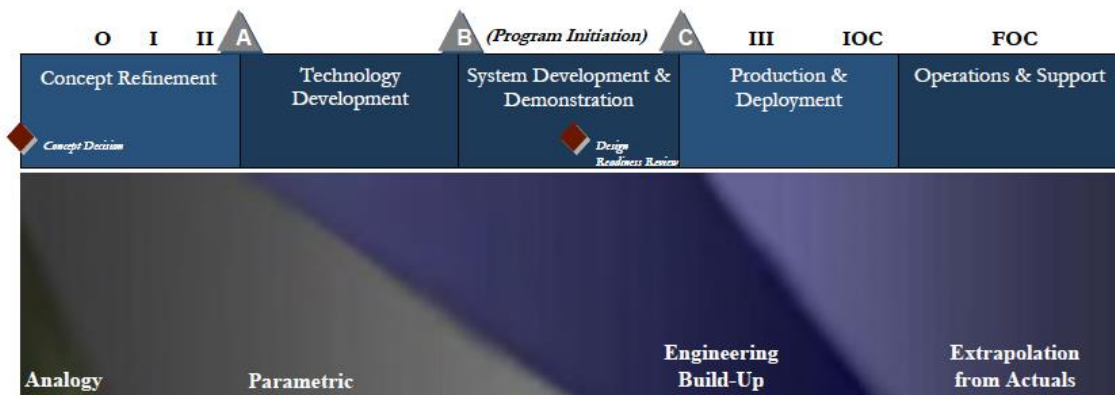 O I II A B (Program Initiation) C III IOC FOC
Concept Refinement
Technology
Development
System Development &
Demonstration
Production &
Deployment
Operations & Support
Concept Decision
Design
Readiness Review
Analogy
Parametric
Engineering
Build-Up
Extrapolation
from Actuals